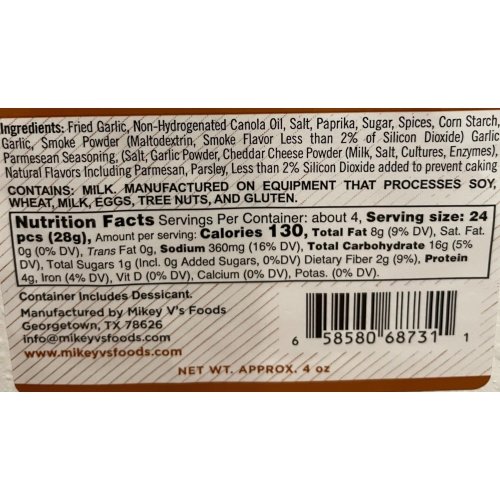 Ingredients: Fried Garlic, Non-Hydrogenated Canola Oil, Salt, Paprika, Sugar, Spices, Corn Starch,
Garlic, Smoke Powder (Maltodextrin, Smoke Flavor Less than 2% of Silicon Dioxide) Garlic
Parmesean Seasoning, (Salt, Garlic Powder, Cheddar Cheese Powder (Milk, Salt, Cultures, Enzymes),
Natural Flavors Including Parmesan, Parsley, Less than 2% Silicon Dioxide added to prevent caking
CONTAINS: MILK. MANUFACTURED ON EQUIPMENT THAT PROCESSES SOY,
WHEAT, MILK, EGGS, TREE NUTS, AND GLUTEN.
Nutrition Facts Servings Per Container: about 4, Serving size: 24
pcs (28g), Amount per serving: Calories 130, Total Fat 8g (9% DV), Sat. Fat.
0g (0% DV), Trans Fat 0g, Sodium 360mg (16% DV), Total Carbohydrate 16g (5%
DV), Total Sugars 1g (Incl. 0g Added Sugars, 0%DV) Dietary Fiber 2g (9%), Protein
4g, Iron (4% DV), Vit D (0% DV), Calcium (0% DV), Potas. (0% DV).
Container Includes Dessicant.
Manufactured by Mikey V's Foods
Georgetown, TX 78626
info@mikeyvsfoods.com
www.mikeyvsfoods.com
6 58580 68731 1
NET WT. APPROX. 4 oz